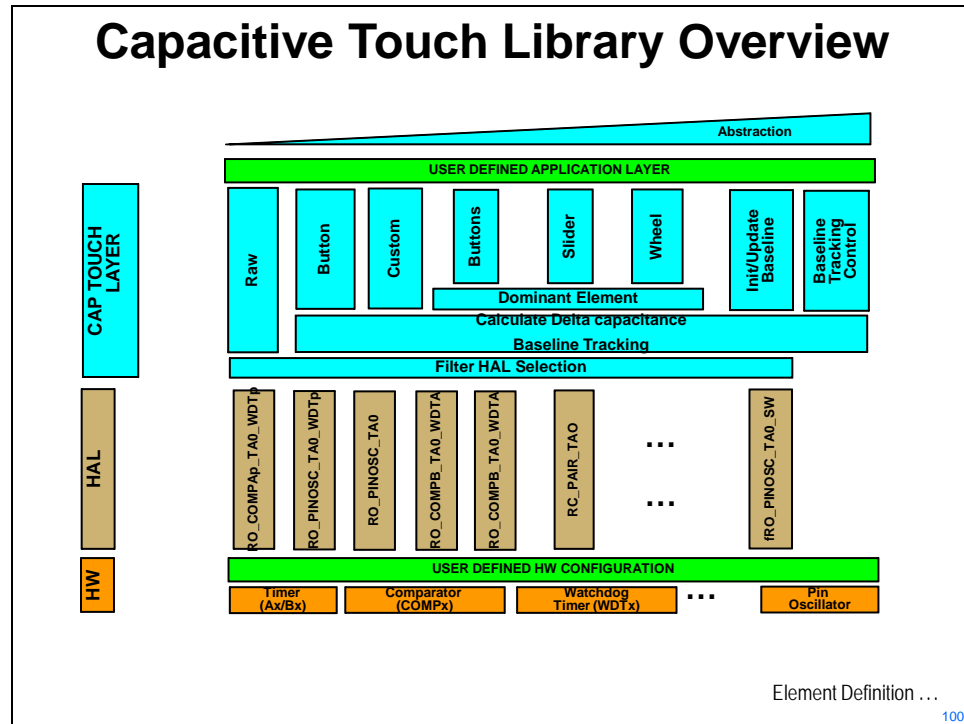 Capacitive Touch Library Overview
Abstraction
USER DEFINED APPLICATION LAYER
CAP TOUCH
LAYER
Raw
Button
Custom
Buttons
Slider
Wheel
Init/Update
Baseline
Baseline
Tracking
Control
Dominant Element
Calculate Delta capacitance
Baseline Tracking
Filter HAL Selection
HAL
RO_COMPAp_TA0_WDTp
RO_PINOSC_TA0_WDTp
RO_PINOSC_TA0
RO_COMPB_TA0_WDTA
RO_COMPB_TA0_WDTA
RC_PAIR_TAO
...
...
fRO_PINOSC_TA0_SW
USER DEFINED HW CONFIGURATION
HW
Timer
(Ax/Bx)
Comparator
(COMPx)
Watchdog
Timer (WDTx)
...
Pin
Oscillator
Element Definition ...
100